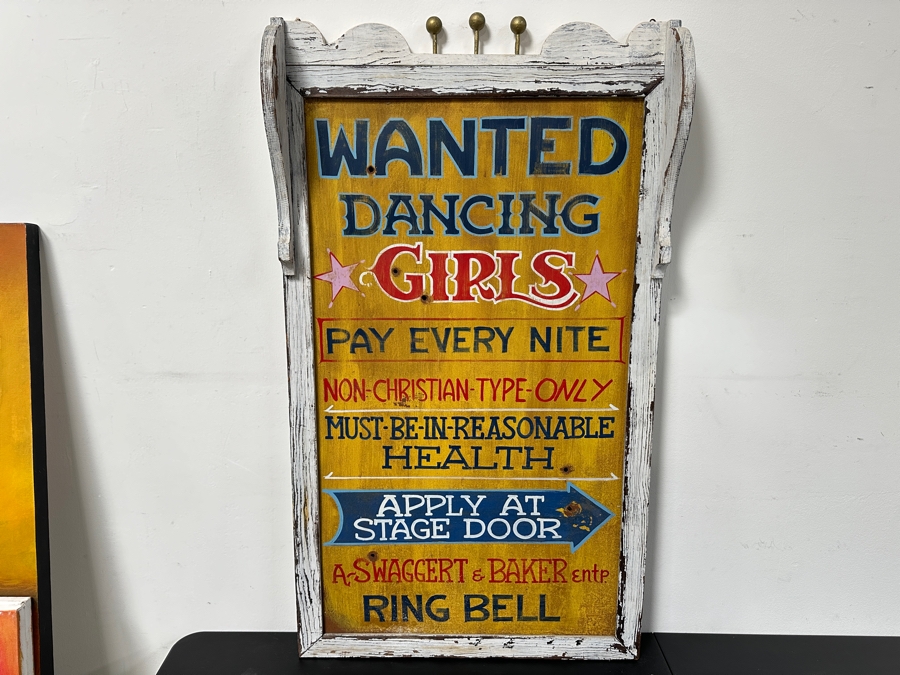 WANTED
DANCING
GIRLS
PAY EVERY NITE
NON-CHRISTIAN-TYPE-ONLY
MUST-BE-IN-REASONABLE
HEALTH
APPLY AT
STAGE DOOR
A-SWAGGERT & BAKER entp
RING BELL